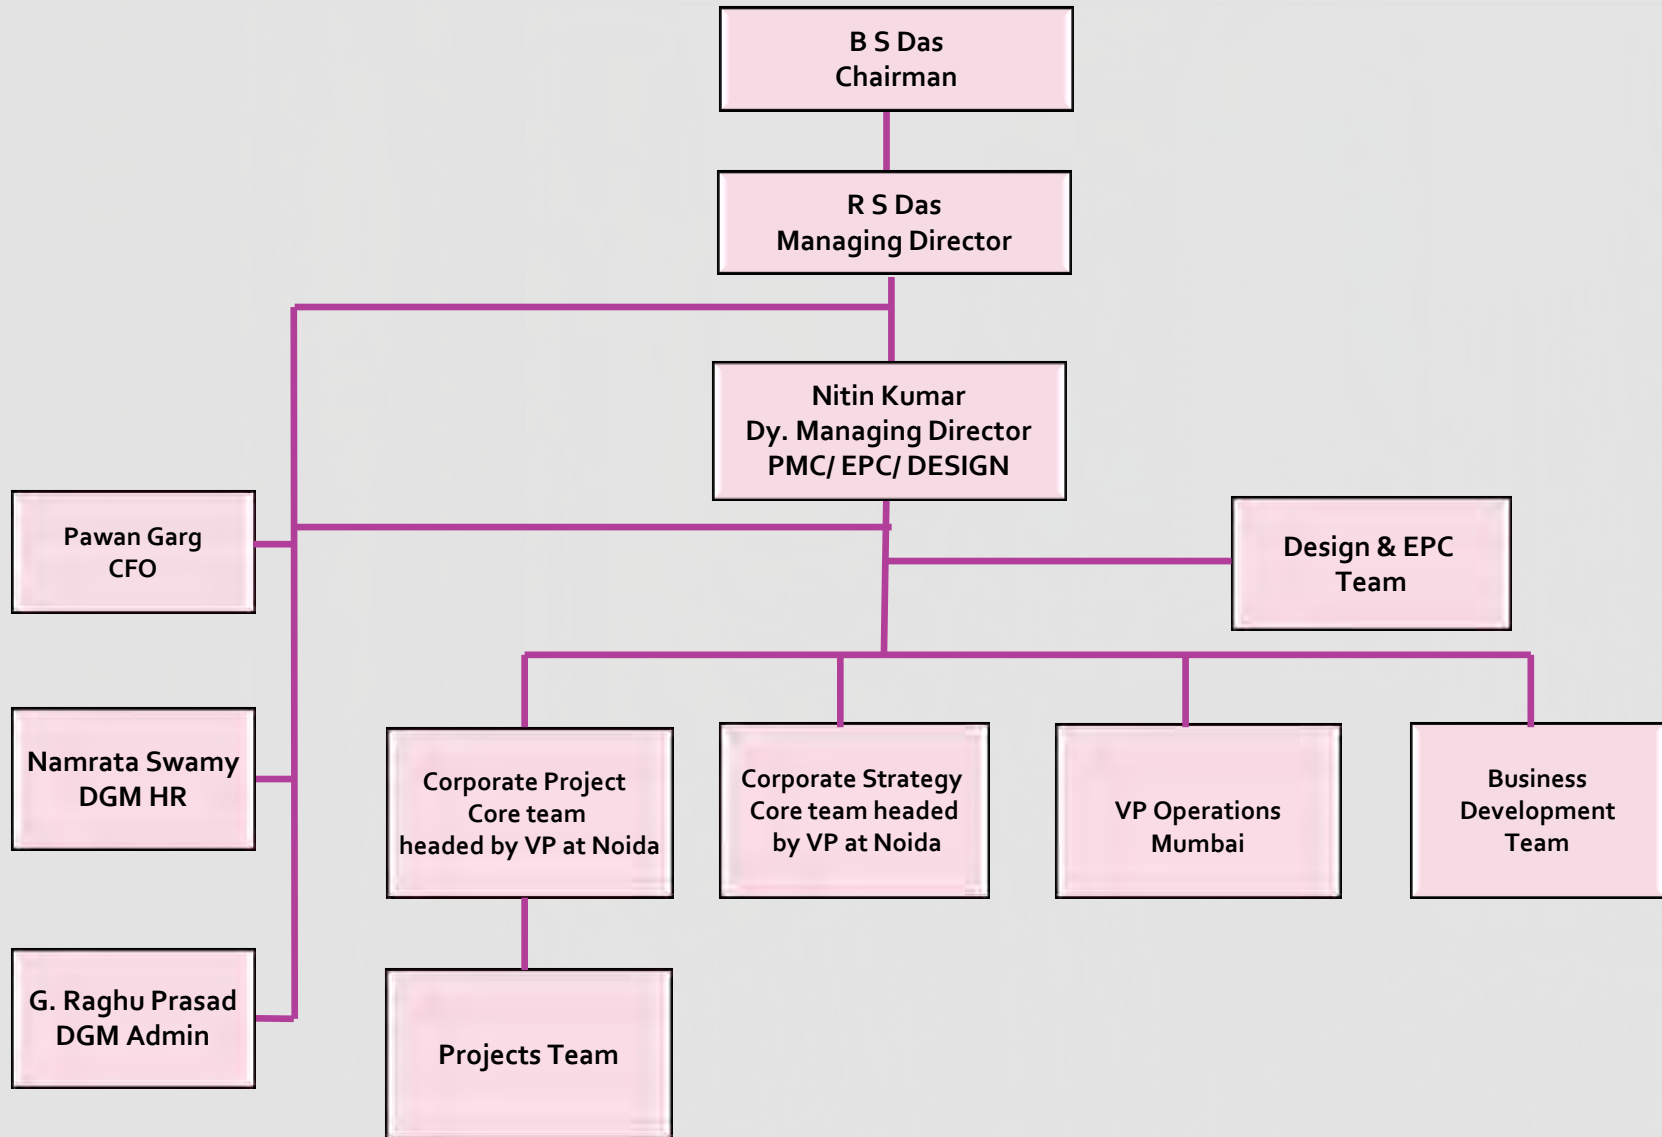 B S Das
Chairman
R S Das
Managing Director
Nitin Kumar
Dy. Managing Director
PMC/ EPC/ DESIGN
Pawan Garg
CFO
Design & EPC
Team
Namrata Swamy
DGM HR
Corporate Project
Core team
headed by VP at Noida
Corporate Strategy
Core team headed
by VP at Noida
VP Operations
Mumbai
Business
Development
Team
G. Raghu Prasad
DGM Admin
Projects Team